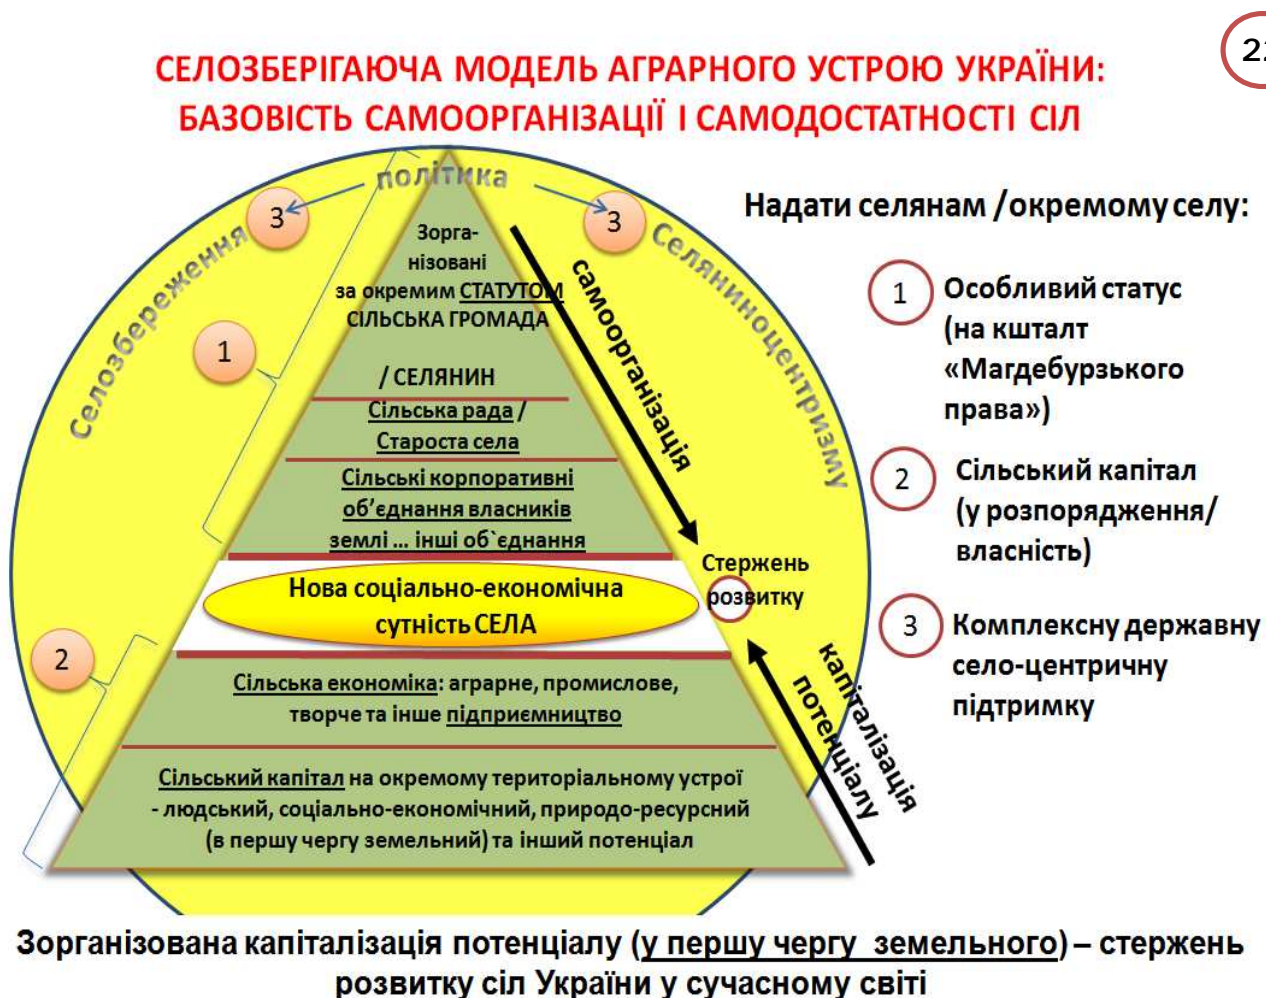 СЕЛОЗБЕРІГАЮЧА МОДЕЛЬ АГРАРНОГО УСТРОЮ УКРАЇНИ:
БАЗОВІСТЬ САМООРГАНІЗАЦІЇ І САМОДОСТАТНОСТІ СІЛ
політика
3
3
Селозбереження
Селяниноцентризму
1
2
Зорга-
нізовані
за окремим СТАТУТОМ
СІЛЬСЬКА ГРОМАДА
/ СЕЛЯНИН
Сільська рада /
Староста села
Сільські корпоративні
об’єднання власників
землі ... інші об`єднання
Нова соціально-економічна
сутність СЕЛА
Сільська економіка: аграрне, промислове,
творче та інше підприємництво
Сільський капітал на окремому територіальному устрої
- людський, соціально-економічний, природо-ресурсний
(в першу чергу земельний) та інший потенціал
самоорганізація
Стержень
розвитку
капіталізація
потенціалу
Надати селянам /окремому селу:
1
Особливий статус
(на кшталт
«Магдебурзького
права»)
2
Сільський капітал
(у розпорядження/
власність)
3
Комплексну державну
село-центричну
підтримку
Зорганізована капіталізація потенціалу (у першу чергу земельного) – стержень
розвитку сіл України у сучасному світі